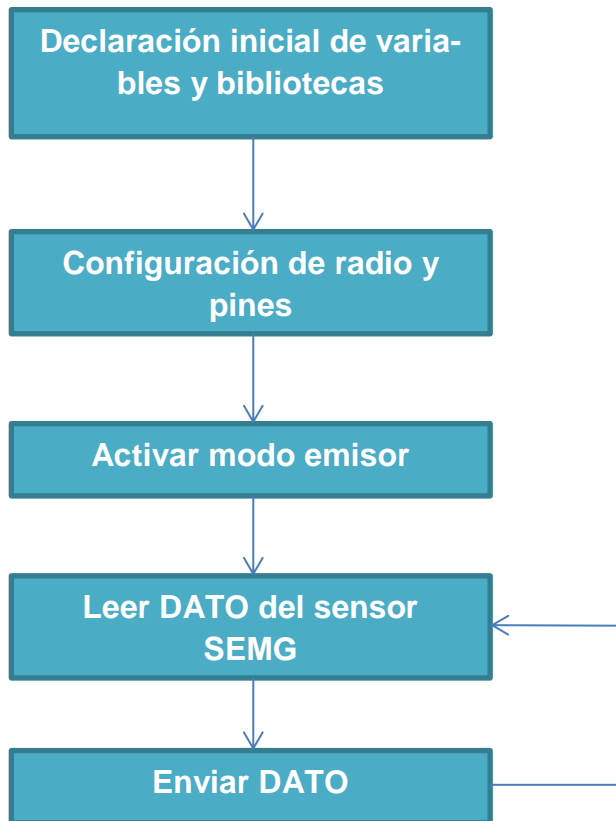 Declaración inicial de varia-
bles y bibliotecas
Configuración de radio y
pines
Activar modo emisor
Leer DATO del sensor
SEMG
Enviar DATO